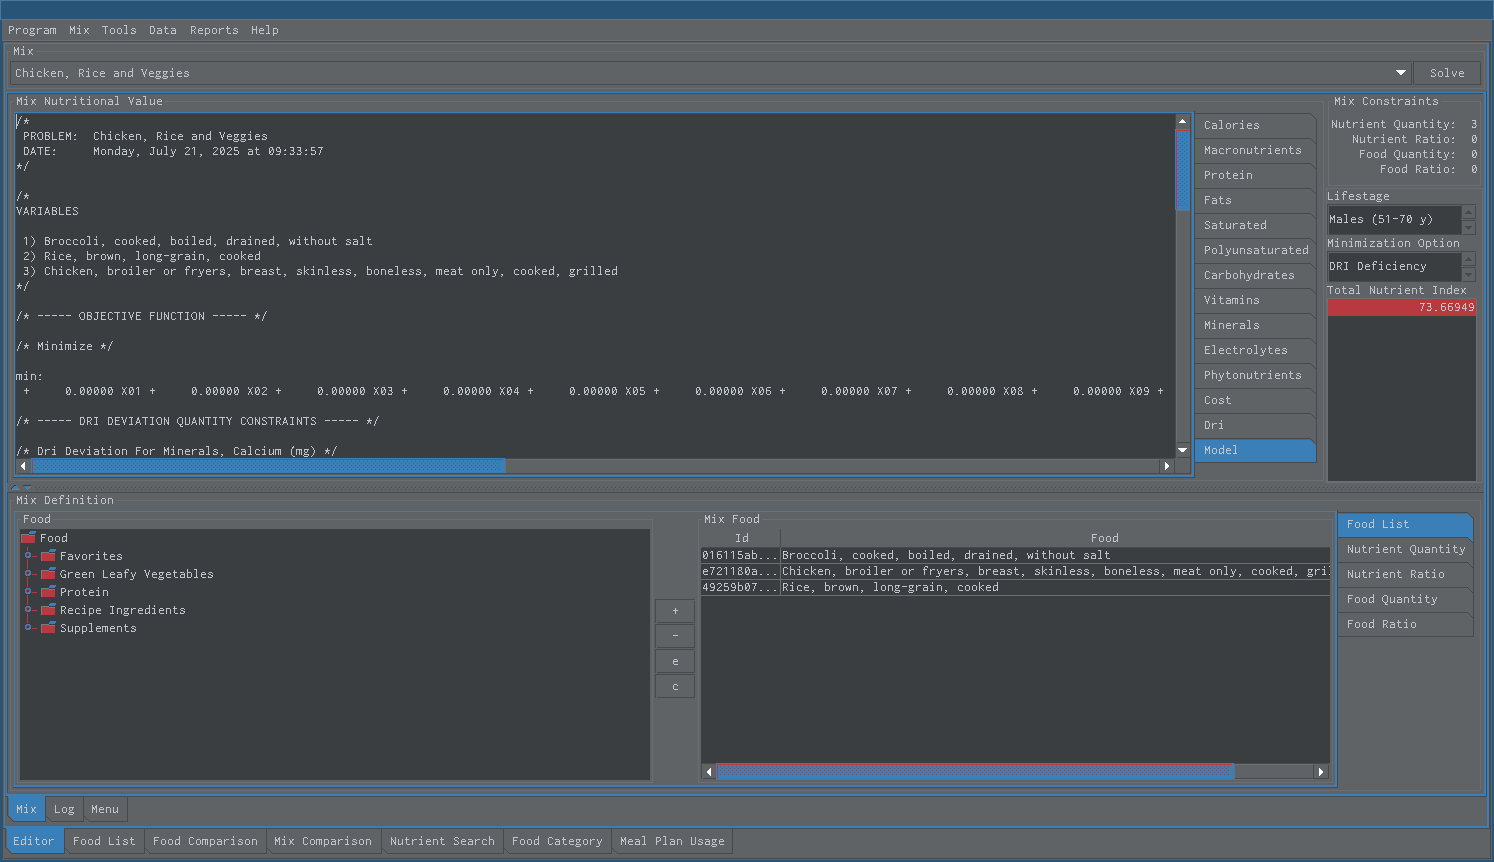 Program Mix Tools Data Reports Help
Mix
Chicken, Rice and Veggies
Solve
Mix Nutritional Value
/*
PROBLEM:  Chicken, Rice and Veggies
DATE:     Monday, July 21, 2025 at 09:33:57
*/
/*
VARIABLES
1) Broccoli, cooked, boiled, drained, without salt
2) Rice, brown, long-grain, cooked
3) Chicken, broiler or fryers, breast, skinless, boneless, meat only, cooked, grilled
*/
/* ----- OBJECTIVE FUNCTION ----- */
/* Minimize */
min:
+     0.00000 X01 +     0.00000 X02 +     0.00000 X03 +     0.00000 X04 +     0.00000 X05 +     0.00000 X06 +     0.00000 X07 +     0.00000 X08 +     0.00000 X09 +
/* ----- DRI DEVIATION QUANTITY CONSTRAINTS ----- */
/* Dri Deviation For Minerals, Calcium (mg) */
Calories
Macronutrients
Protein
Fats
Saturated
Polyunsaturated
Carbohydrates
Vitamins
Minerals
Electrolytes
Phytonutrients
Cost
Dri
Model
Mix Constraints
Nutrient Quantity: 3
Nutrient Ratio: 0
Food Quantity: 0
Food Ratio: 0
Lifestage
Males (51-70 y)
Minimization Option
DRI Deficiency
Total Nutrient Index
73.66949
Mix Definition
Food
Food
Favorites
Green Leafy Vegetables
Protein
Recipe Ingredients
Supplements
+
-
e
c
Mix Food
Id Food
016115ab... Broccoli, cooked, boiled, drained, without salt
e721180a... Chicken, broiler or fryers, breast, skinless, boneless, meat only, cooked, gril
49259b07... Rice, brown, long-grain, cooked
Food List
Nutrient Quantity
Nutrient Ratio
Food Quantity
Food Ratio
Mix Log Menu
Editor Food List Food Comparison Mix Comparison Nutrient Search Food Category Meal Plan Usage